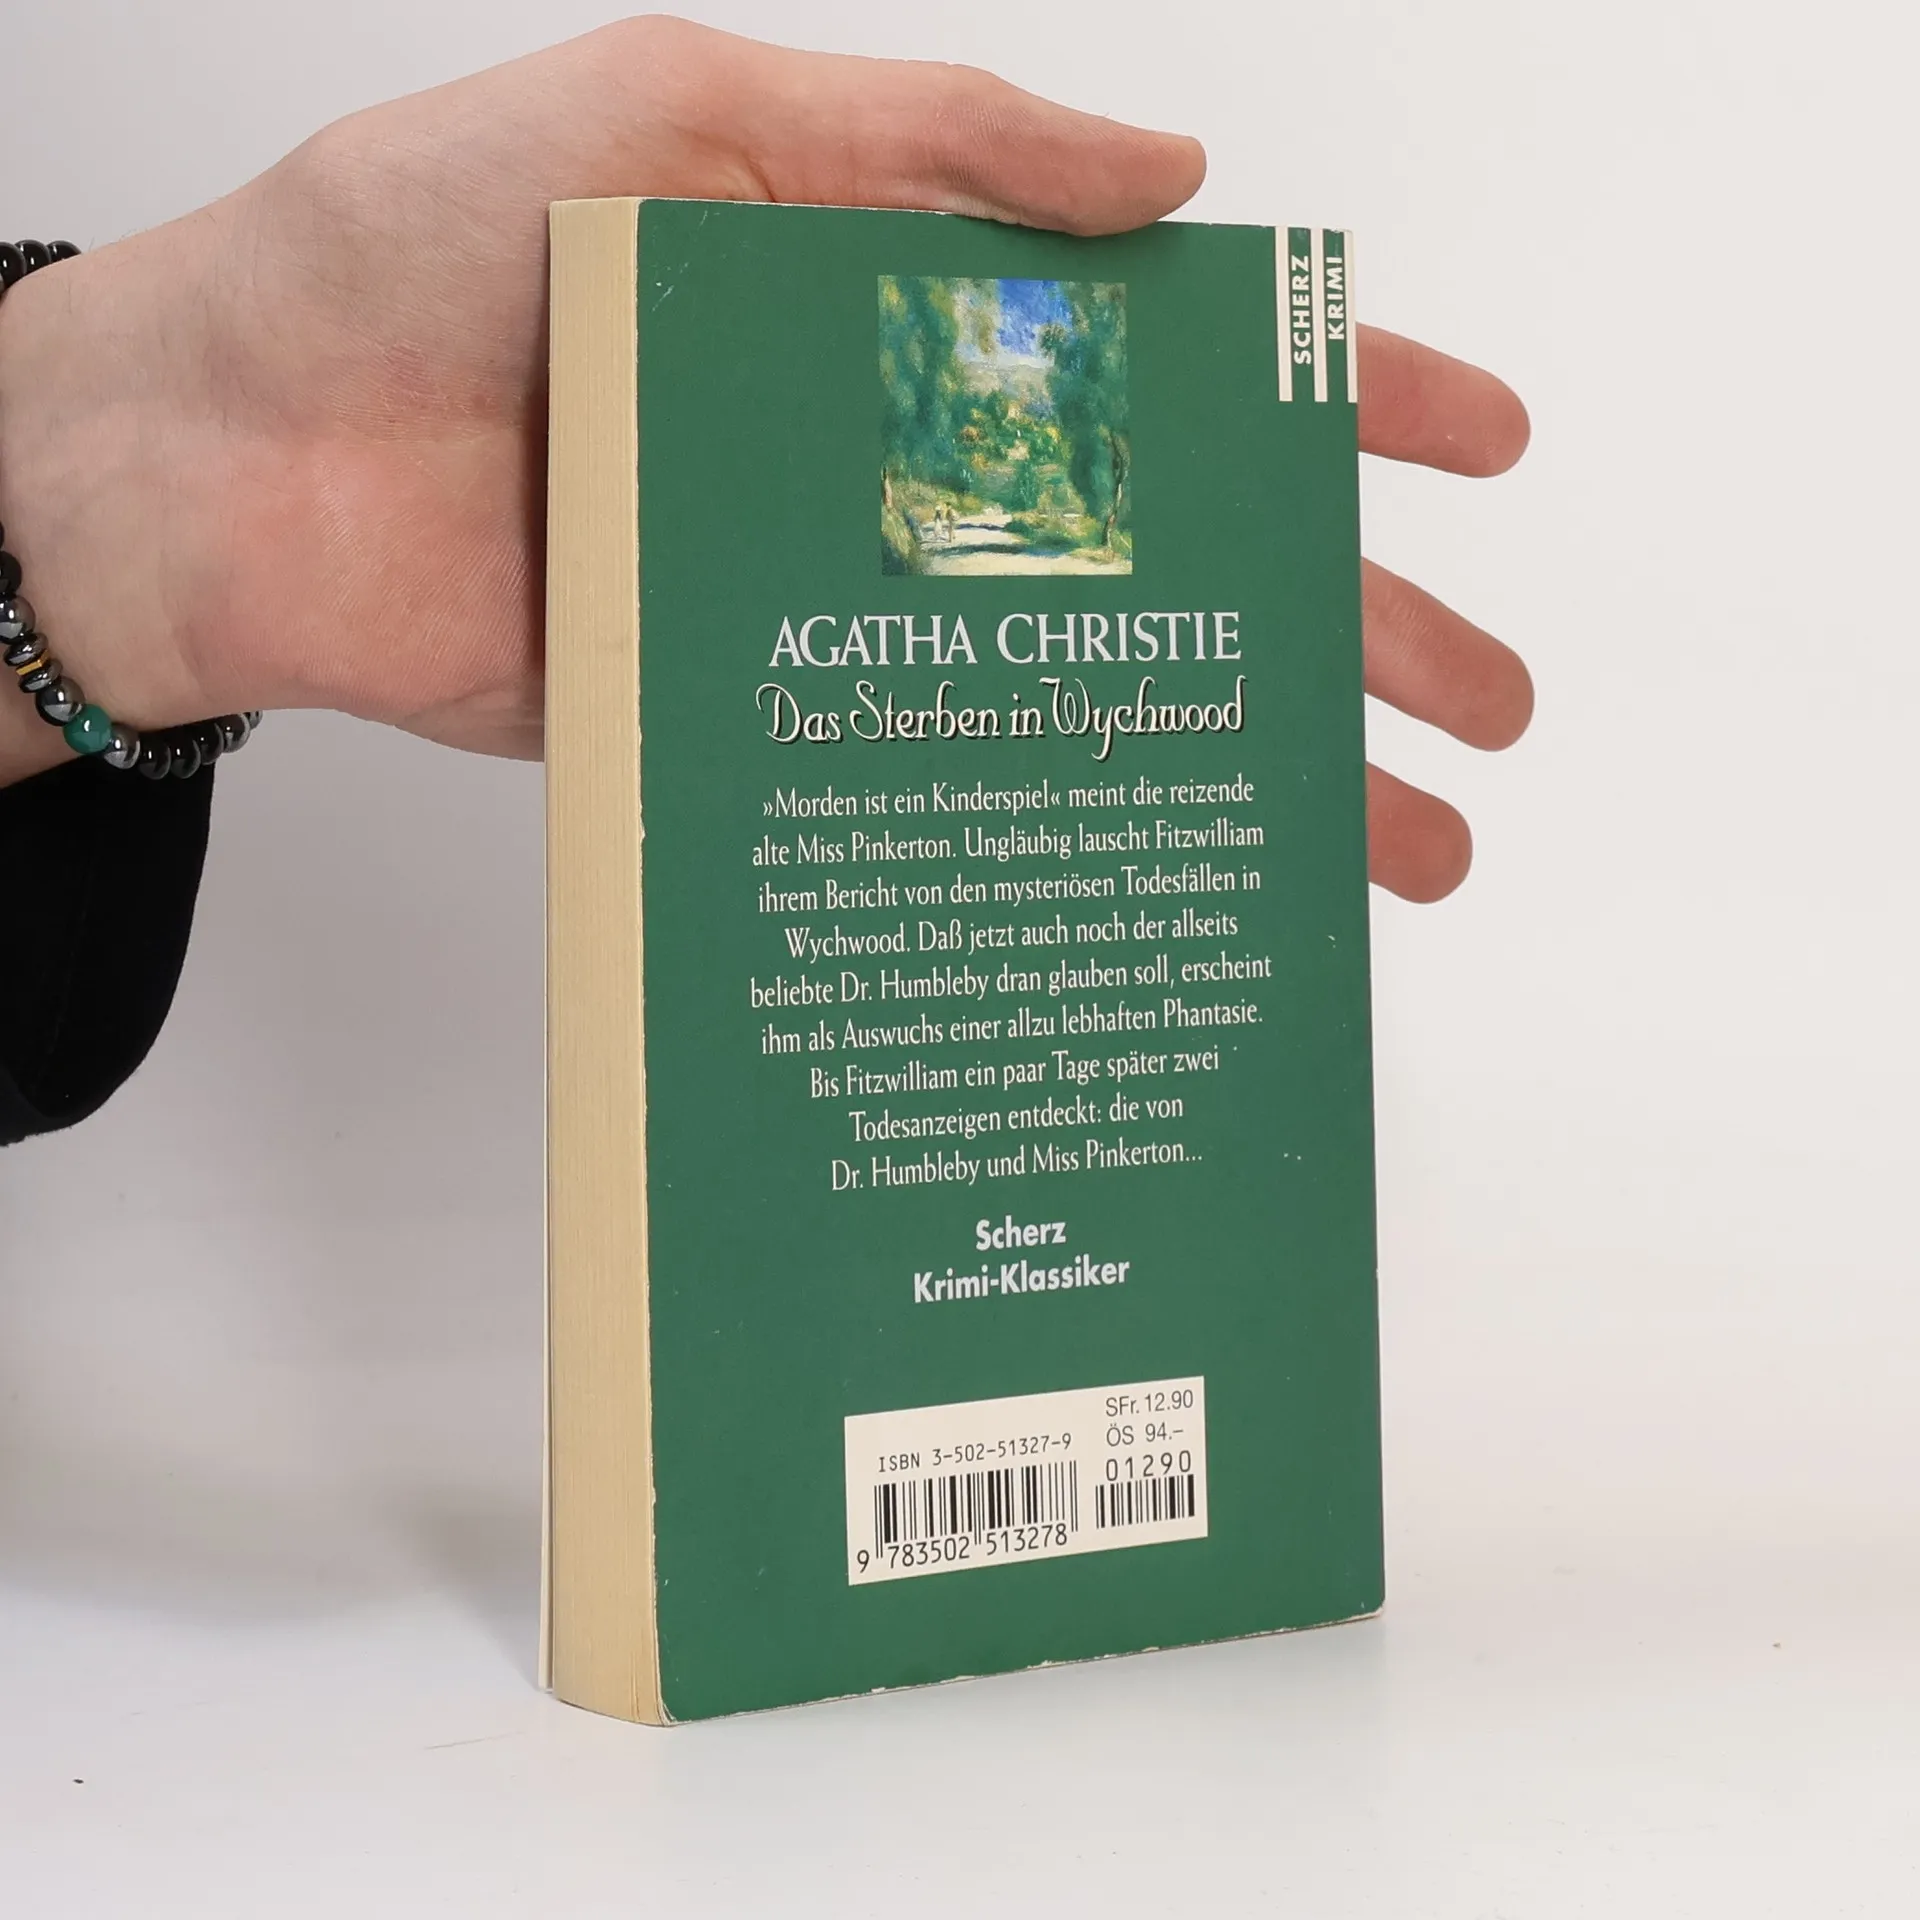 SCHERZ
KRIMI
AGATHA CHRISTIE
Das Sterben in Wychwood
»Morden ist ein Kinderspiel« meint die reizende
alte Miss Pinkerton. Ungläubig lauscht Fitzwilliam
ihrem Bericht von den mysteriösen Todesfällen in
Wychwood. Daß jetzt auch noch der allseits
beliebte Dr. Humbleby dran glauben soll, erscheint
ihm als Auswuchs einer allzu lebhaften Phantasie.
Bis Fitzwilliam ein paar Tage später zwei
Todesanzeigen entdeckt: die von
Dr. Humbleby und Miss Pinkerton...
Scherz
Krimi-Klassiker
SFr. 12.90
ÖS 94.–
ISBN 3-502-51327-9
01290
9 783502 513278